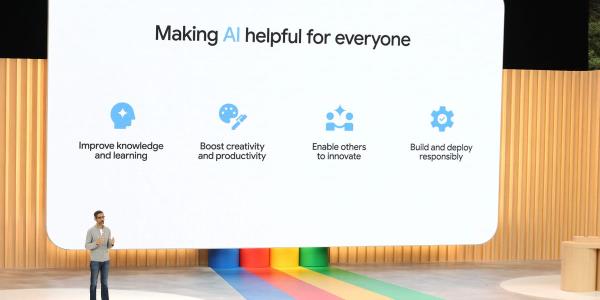 Making AI helpful for everyone
Improve knowledge
and learning
Boost creativity
and productivity
Enable others
to innovate
Build and deploy
responsibly